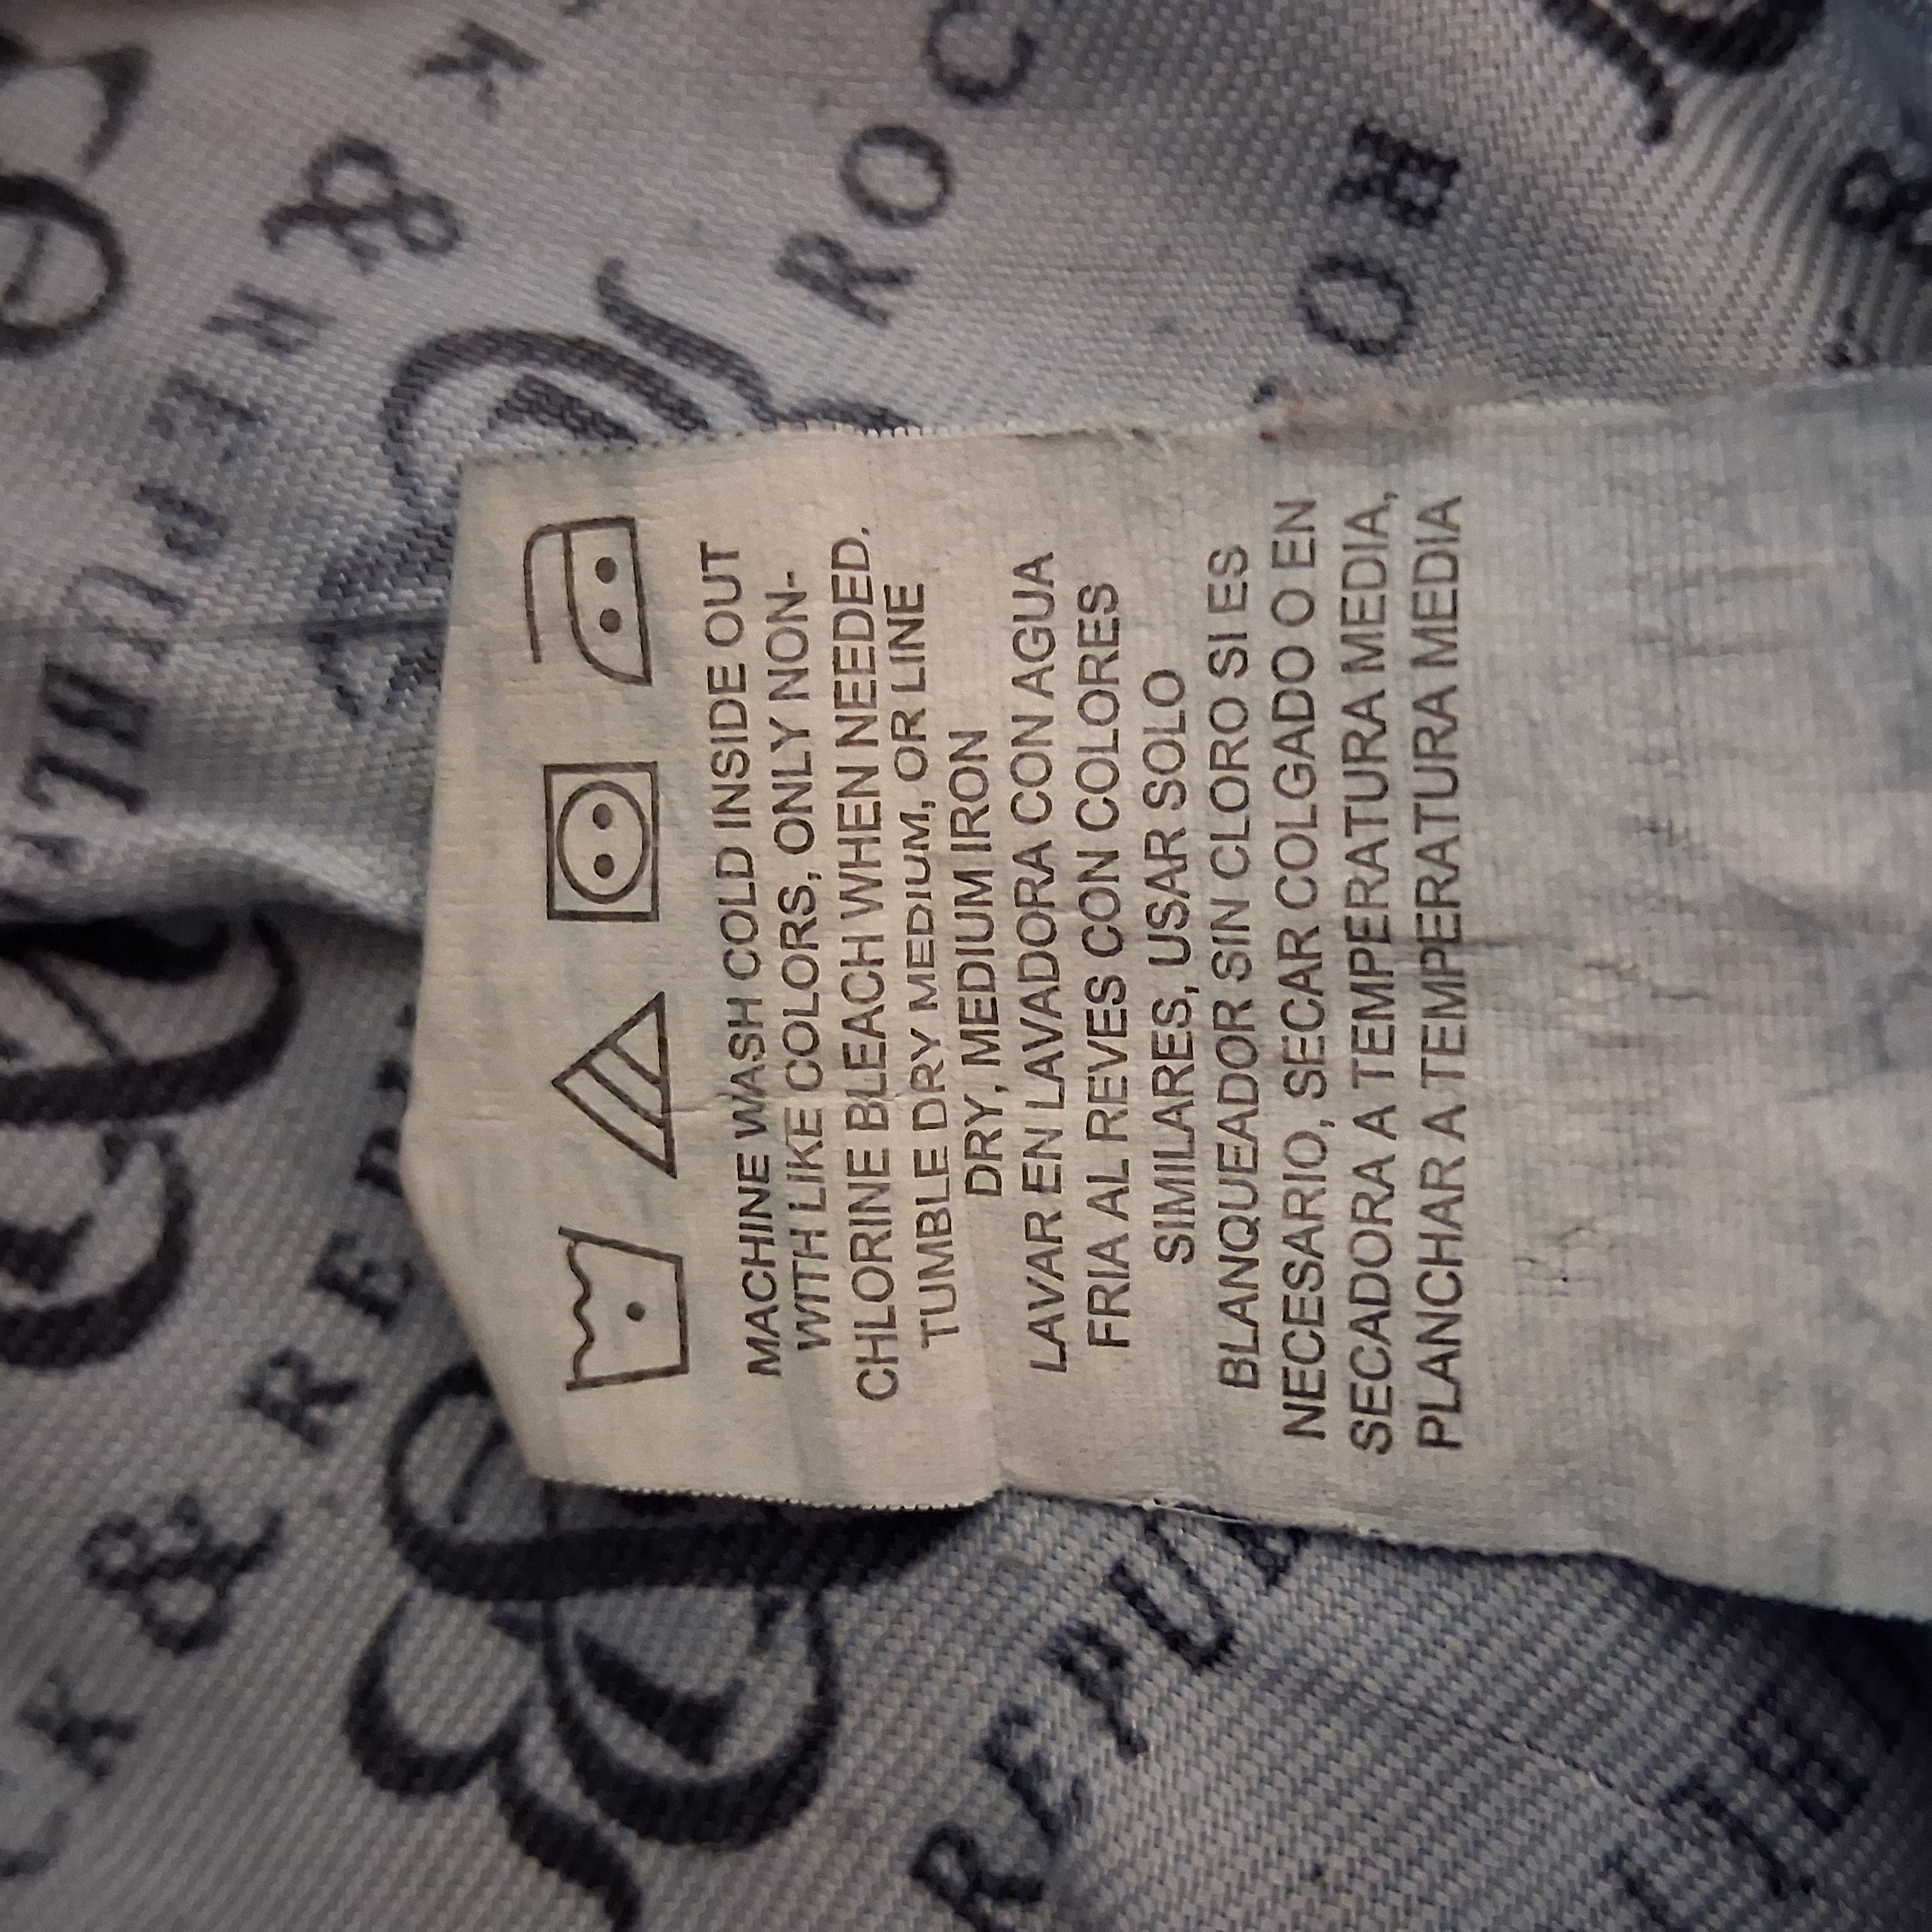 MACHINE WASH COLD INSIDE OUT
WITH LIKE COLORS, ONLY NON-
CHLORINE BLEACH WHEN NEEDED.
TUMBLE DRY MEDIUM, OR LINE
DRY, MEDIUM IRON
LAVAR EN LAVADORA CON AGUA
FRIA AL REVES CON COLORES
SIMILARES, USAR SOLO
BLANQUEADOR SIN CLORO SI ES
NECESARIO, SECAR COLGADO O EN
SECADORA A TEMPERATURA MEDIA,
PLANCHAR A TEMPERATURA MEDIA